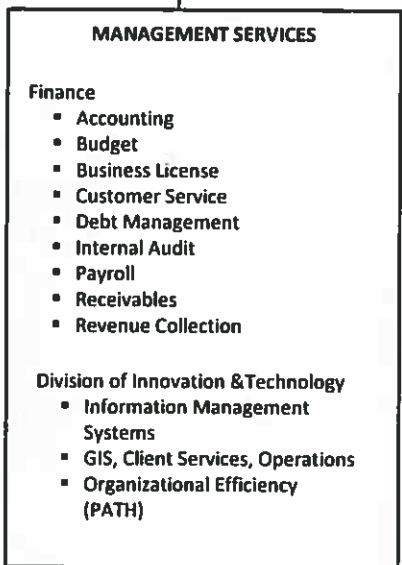 MANAGEMENT SERVICES
Finance
▪ Accounting
▪ Budget
▪ Business License
▪ Customer Service
▪ Debt Management
▪ Internal Audit
▪ Payroll
▪ Receivables
▪ Revenue Collection
Division of Innovation &Technology
▪ Information Management
Systems
▪ GIS, Client Services, Operations
▪ Organizational Efficiency
(PATH)